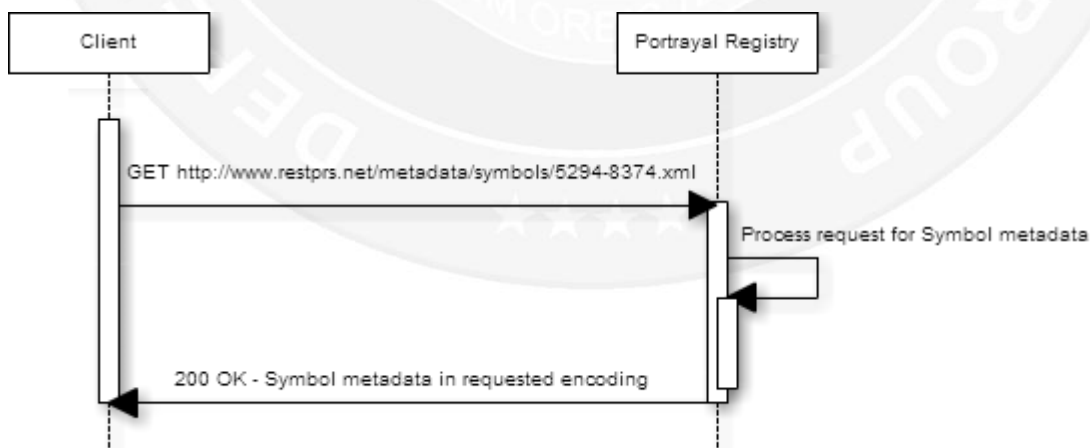 Client
Portrayal Registry
GET http://www.restprs.net/metadata/symbols/5294-8374.xml
Process request for Symbol metadata
200 OK - Symbol metadata in requested encoding